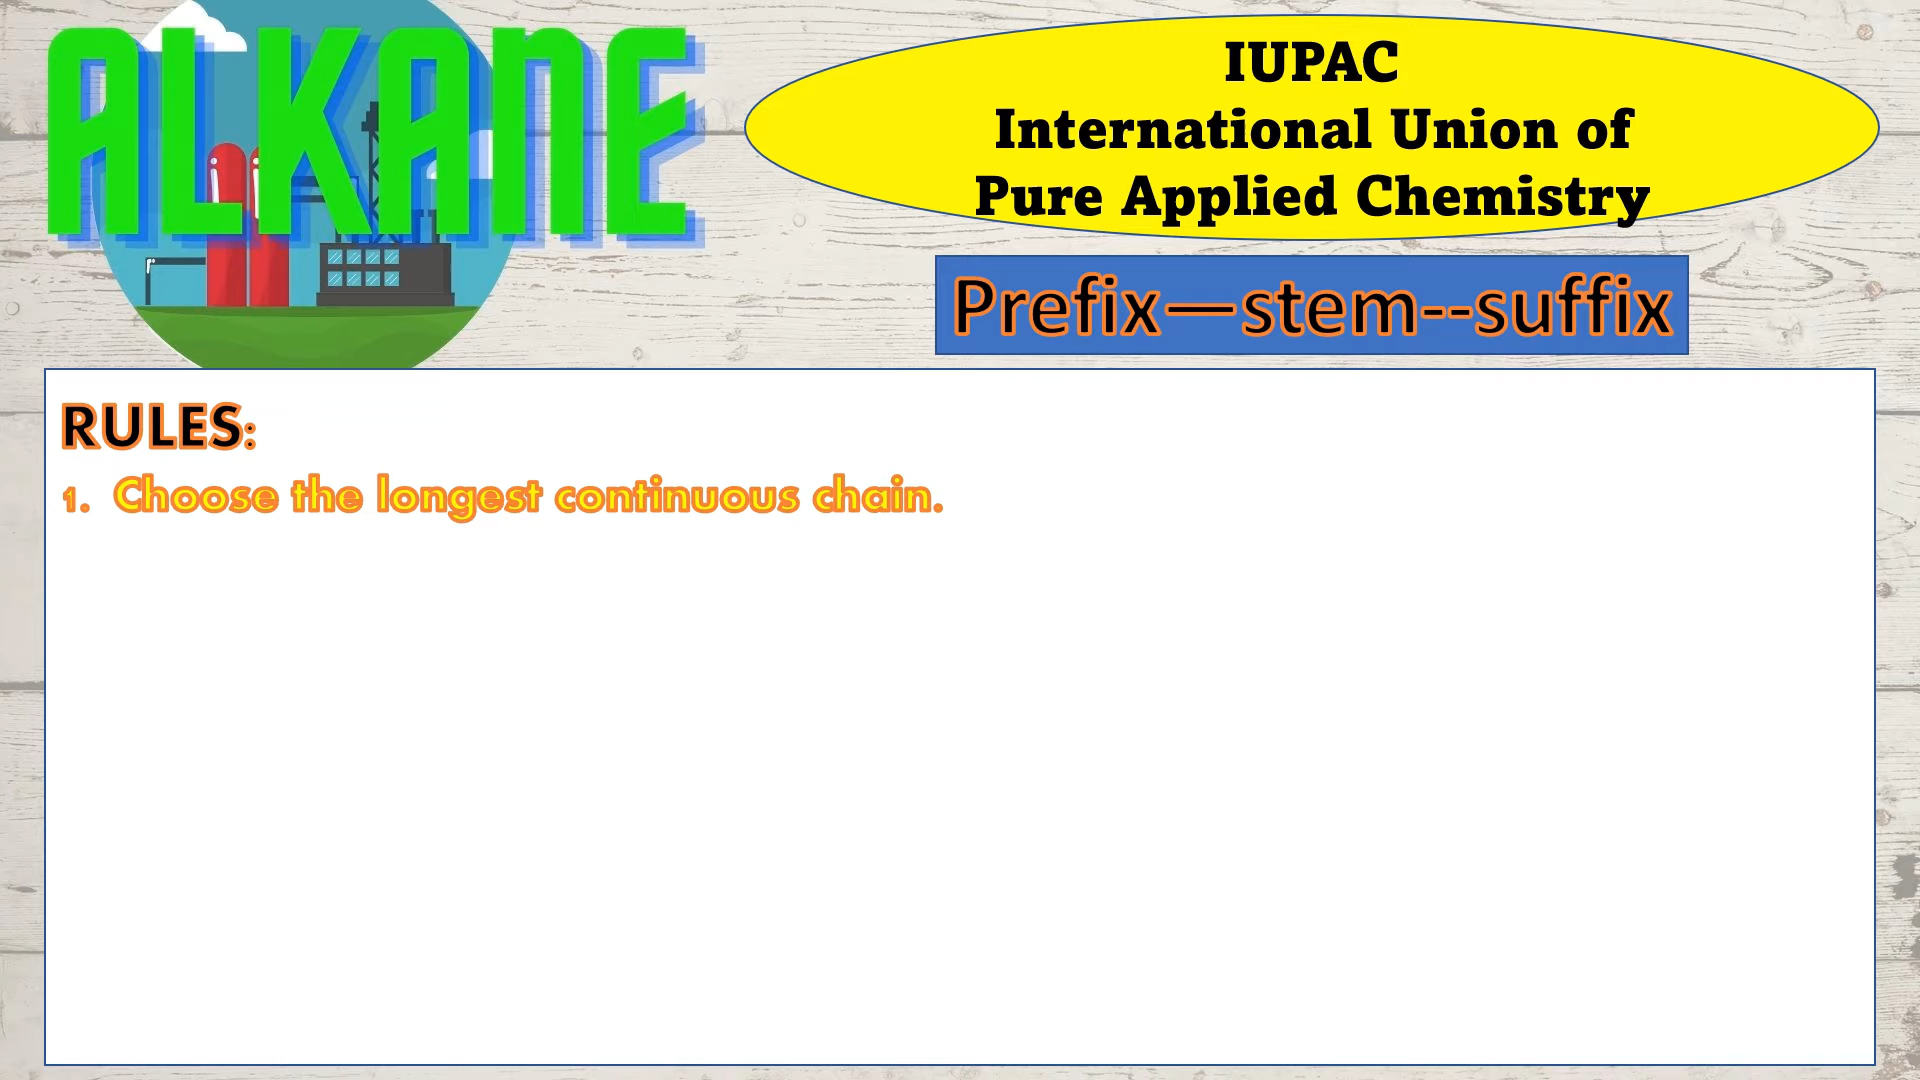 ALKANE
IUPAC
International Union of
Pure Applied Chemistry
Prefix—stem--suffix
RULES:
1. Choose the longest continuous chain.